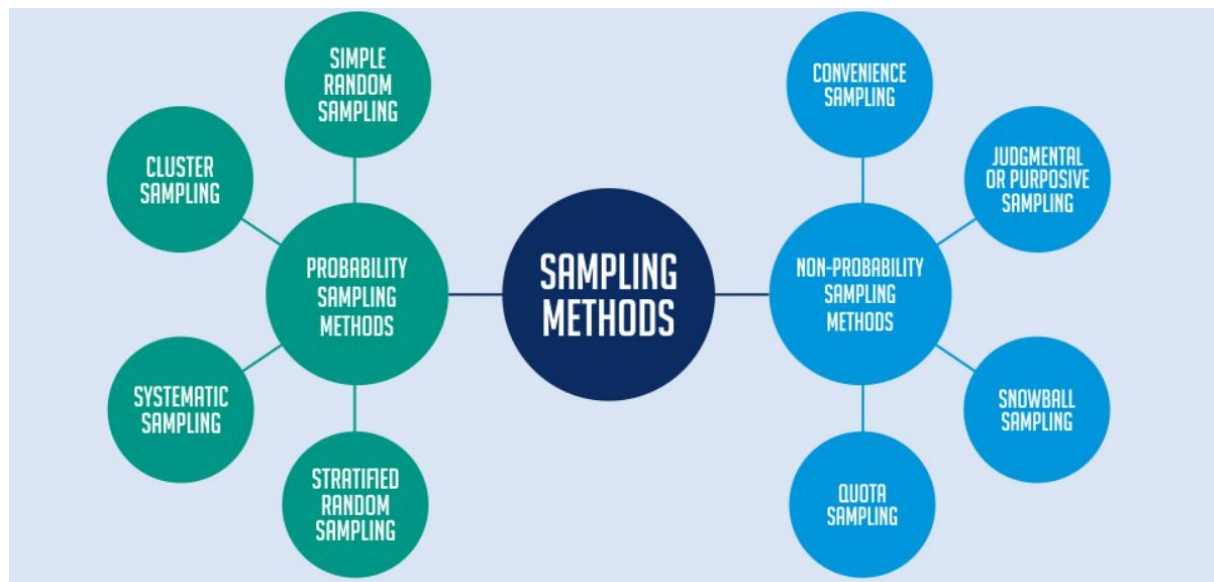 SIMPLE
RANDOM
SAMPLING
CLUSTER
SAMPLING
PROBABILITY
SAMPLING
METHODS
SYSTEMATIC
SAMPLING
STRATIFIED
RANDOM
SAMPLING
SAMPLING
METHODS
CONVENIENCE
SAMPLING
JUDGMENTAL
OR PURPOSIVE
SAMPLING
NON-PROBABILITY
SAMPLING
METHODS
SNOWBALL
SAMPLING
QUOTA
SAMPLING